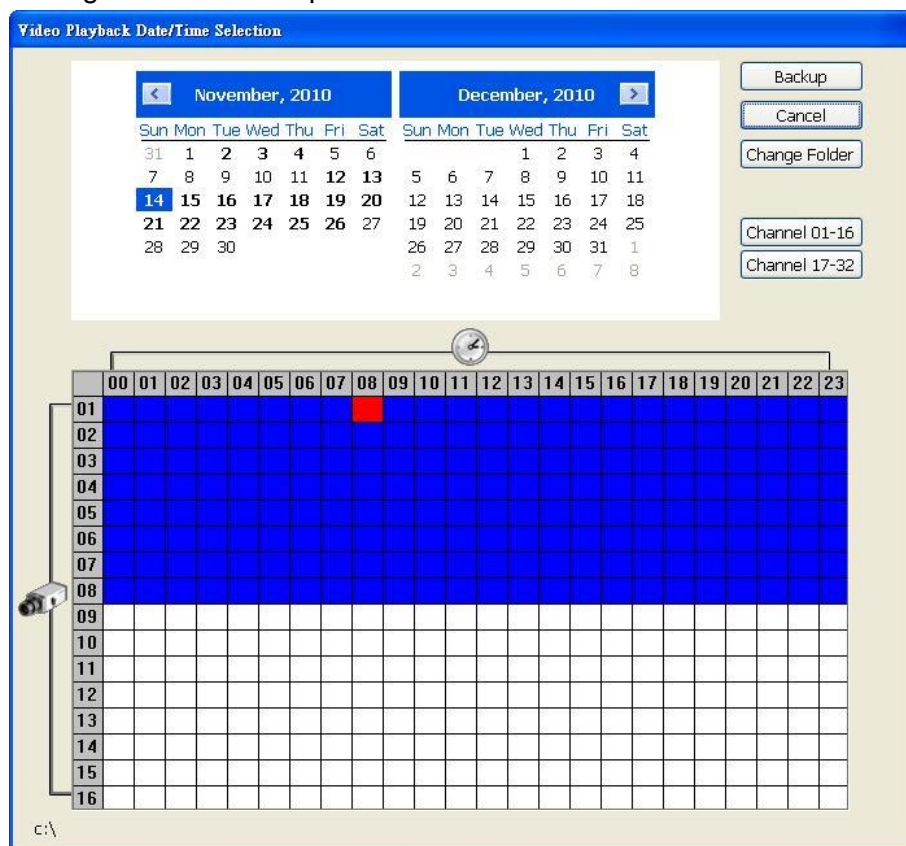 Video Playback Date/Time Selection
November, 2010
December, 2010
Sun Mon Tue Wed Thu Fri Sat Sun Mon Tue Wed Thu Fri Sat
31 1 2 3 4 5 6 1 2 3 4
7 8 9 10 11 12 13 5 6 7 8 9 10 11
14 15 16 17 18 19 20 12 13 14 15 16 17 18
21 22 23 24 25 26 27 19 20 21 22 23 24 25
28 29 30 26 27 28 29 30 31 1
2 3 4 5 6 7 8
Backup
Cancel
Change Folder
Channel 01-16
Channel 17-32
00 01 02 03 04 05 06 07 08 09 10 11 12 13 14 15 16 17 18 19 20 21 22 23
01
02
03
04
05
06
07
08
09
10
11
12
13
14
15
16
c:\